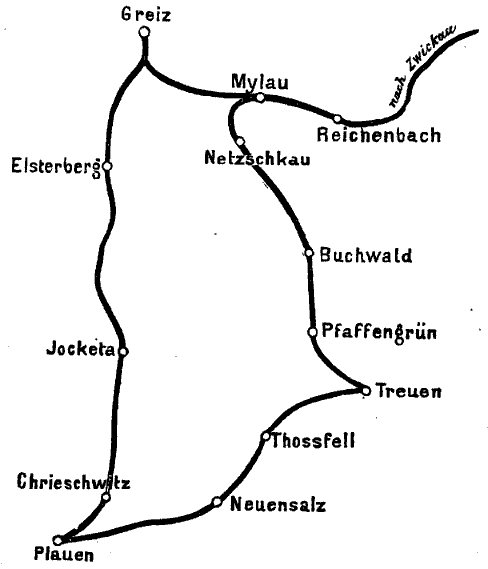 Greiz
nach Zwickau
Mylau
Reichenbach
Elsterberg
Netzschkau
Buchwald
Pfaffengrün
Jocketa
Treuen
Thossfell
Chrieschwitz
Neuensalz
Plauen